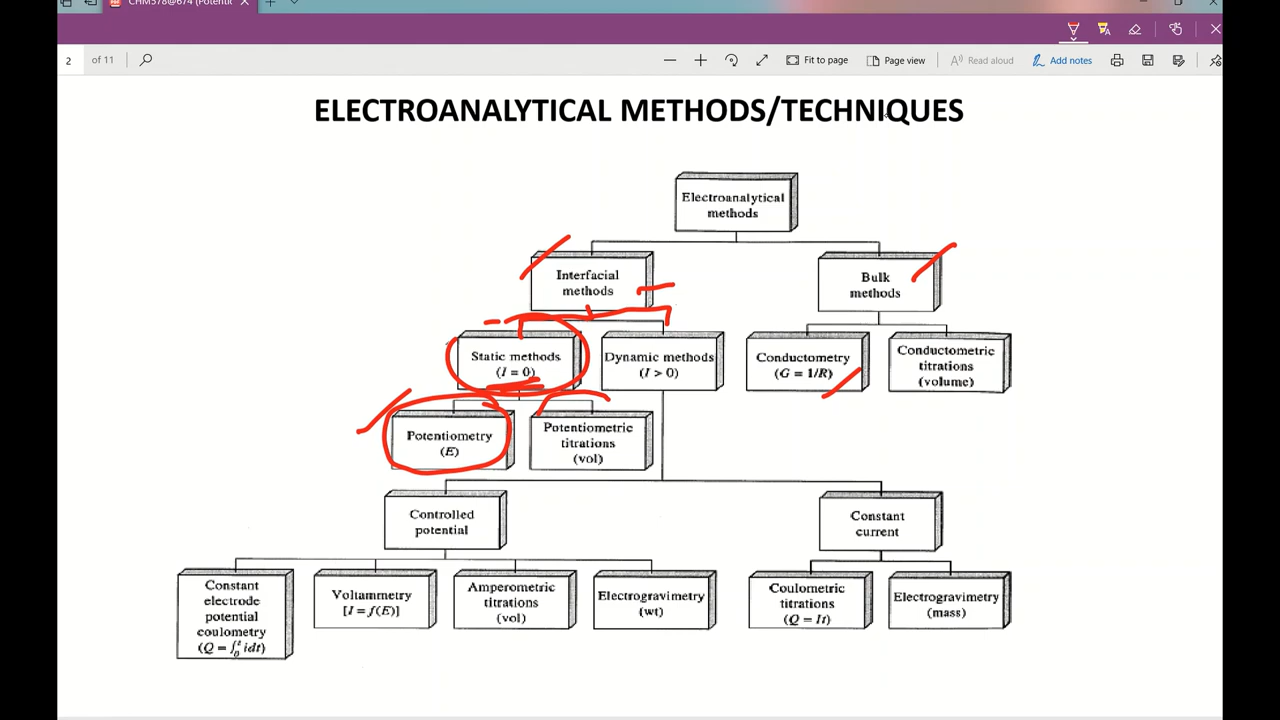 CHM578@674 (Potenti
2 of 11
Fit to page
Page view
Read aloud
Add notes
ELECTROANALYTICAL METHODS/TECHNIQUES
Electroanalytical
methods
Interfacial
methods
Bulk
methods
Static methods
(I = 0)
Dynamic methods
(I > 0)
Conductometry
(G = 1/R)
Conductometric
titrations
(volume)
Potentiometry
(E)
Potentiometric
titrations
(vol)
Controlled
potential
Constant
current
Constant
electrode
potential
coulometry
(Q = ∫₀ᵗ idt)
Voltammetry
[I = f(E)]
Amperometric
titrations
(vol)
Electrogravimetry
(wt)
Coulometric
titrations
(Q = It)
Electrogravimetry
(mass)